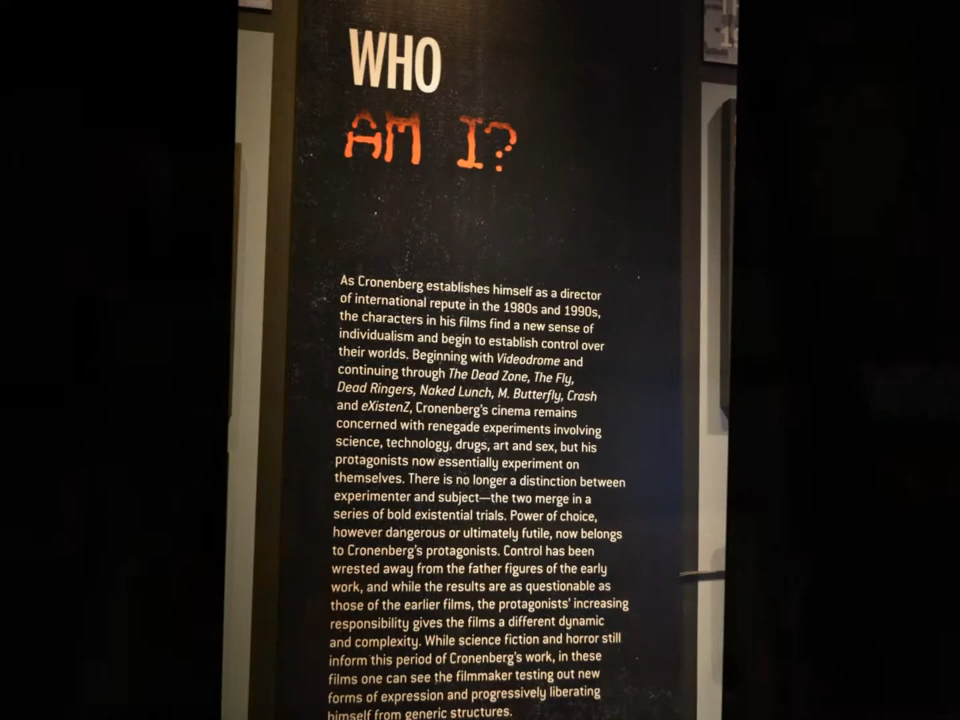 WHO
AM I?
As Cronenberg establishes himself as a director
of international repute in the 1980s and 1990s,
the characters in his films find a new sense of
individualism and begin to establish control over
their worlds. Beginning with Videodrome and
continuing through The Dead Zone, The Fly,
Dead Ringers, Naked Lunch, M. Butterfly, Crash
and eXistenZ, Cronenberg's cinema remains
concerned with renegade experiments involving
science, technology, drugs, art and sex, but his
protagonists now essentially experiment on
themselves. There is no longer a distinction between
experimenter and subject—the two merge in a
series of bold existential trials. Power of choice,
however dangerous or ultimately futile, now belongs
to Cronenberg's protagonists. Control has been
wrested away from the father figures of the early
work, and while the results are as questionable as
those of the earlier films, the protagonists' increasing
responsibility gives the films a different dynamic
and complexity. While science fiction and horror still
inform this period of Cronenberg's work, in these
films one can see the filmmaker testing out new
forms of expression and progressively liberating
himself from generic structures.